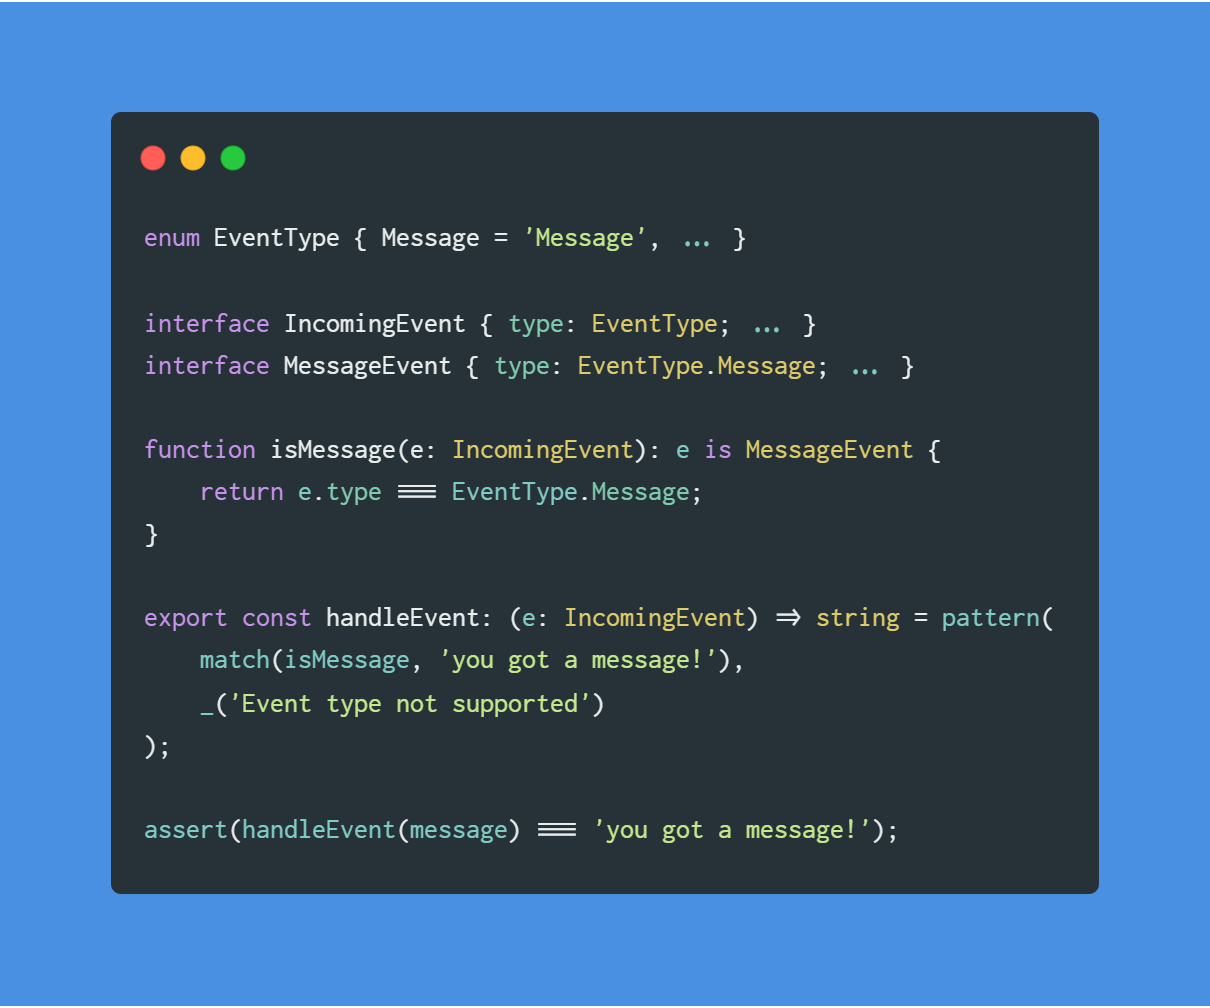 enum EventType { Message = 'Message', ... }
interface IncomingEvent { type: EventType; ... }
interface MessageEvent { type: EventType.Message; ... }
function isMessage(e: IncomingEvent): e is MessageEvent {
return e.type === EventType.Message;
}
export const handleEvent: (e: IncomingEvent) => string = pattern(
match(isMessage, 'you got a message!'),
_('Event type not supported')
);
assert(handleEvent(message) === 'you got a message!');